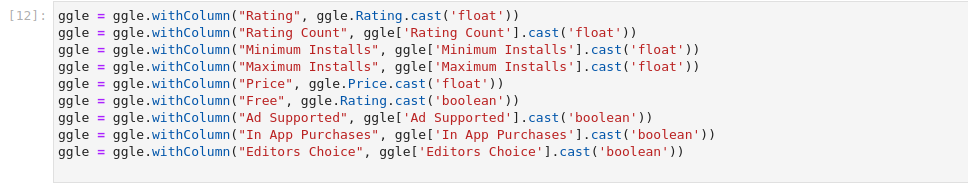 [12]: ggle = ggle.withColumn("Rating", ggle.Rating.cast('float'))
ggle = ggle.withColumn("Rating Count", ggle['Rating Count'].cast('float'))
ggle = ggle.withColumn("Minimum Installs", ggle['Minimum Installs'].cast('float'))
ggle = ggle.withColumn("Maximum Installs", ggle['Maximum Installs'].cast('float'))
ggle = ggle.withColumn("Price", ggle.Price.cast('float'))
ggle = ggle.withColumn("Free", ggle.Rating.cast('boolean'))
ggle = ggle.withColumn("Ad Supported", ggle['Ad Supported'].cast('boolean'))
ggle = ggle.withColumn("In App Purchases", ggle['In App Purchases'].cast('boolean'))
ggle = ggle.withColumn("Editors Choice", ggle['Editors Choice'].cast('boolean'))